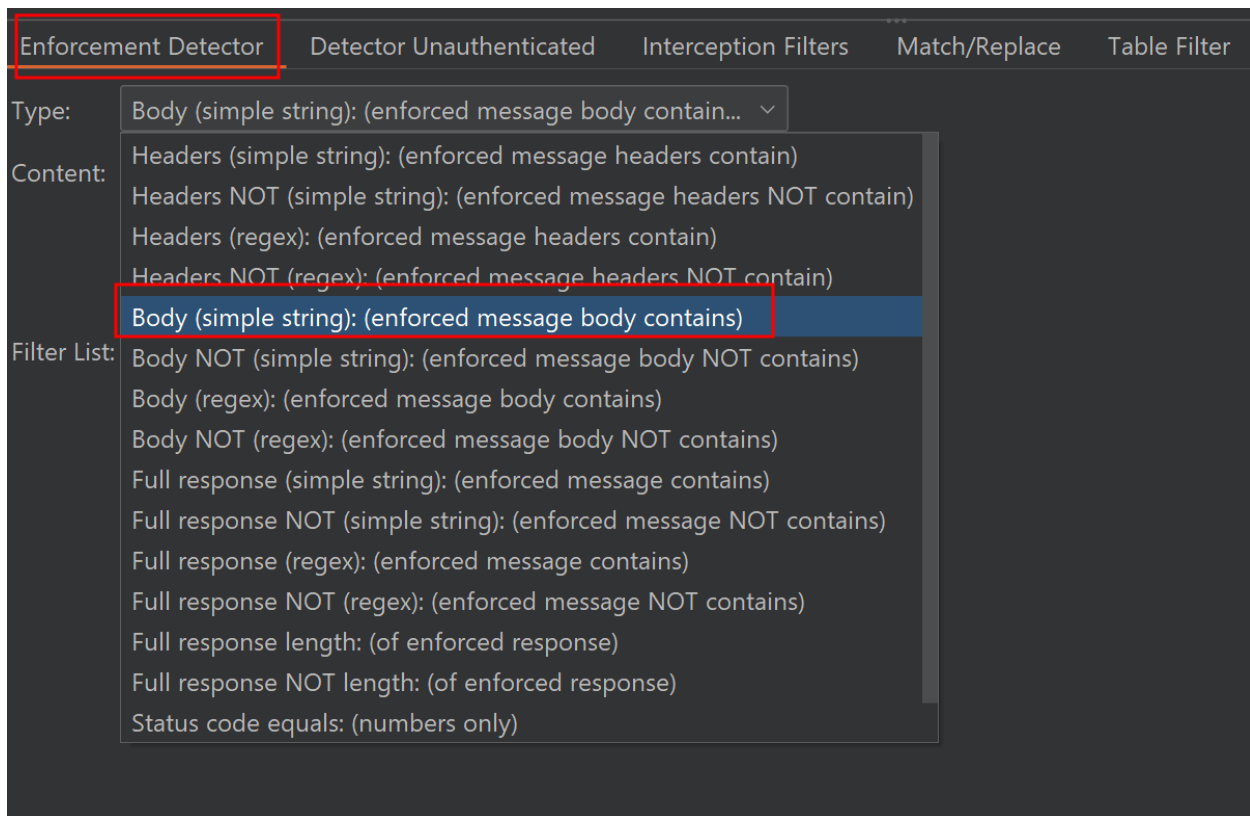 Enforcement Detector Detector Unauthenticated Interception Filters Match/Replace Table Filter
Type: Body (simple string): (enforced message body contain...
Headers (simple string): (enforced message headers contain)
Content:
Headers NOT (simple string): (enforced message headers NOT contain)
Headers (regex): (enforced message headers contain)
Headers NOT (regex): (enforced message headers NOT contain)
Body (simple string): (enforced message body contains)
Filter List:
Body NOT (simple string): (enforced message body NOT contains)
Body (regex): (enforced message body contains)
Body NOT (regex): (enforced message body NOT contains)
Full response (simple string): (enforced message contains)
Full response NOT (simple string): (enforced message NOT contains)
Full response (regex): (enforced message contains)
Full response NOT (regex): (enforced message NOT contains)
Full response length: (of enforced response)
Full response NOT length: (of enforced response)
Status code equals: (numbers only)